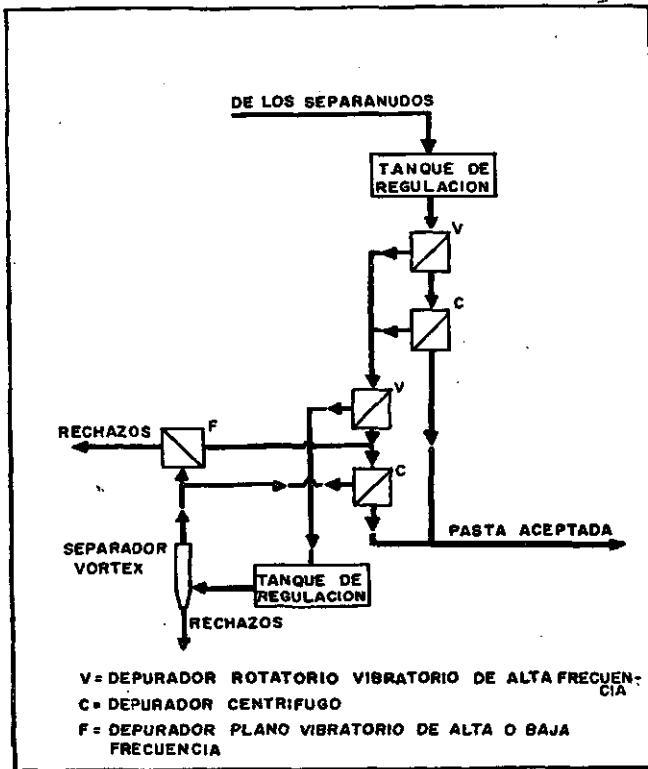 DE LOS SEPARANUDOS
TANQUE DE
REGULACION
V
C
V
RECHAZOS
F
C
PASTA ACEPTADA
SEPARADOR
VORTEX
TANQUE DE
REGULACION
RECHAZOS
V= DEPURADOR ROTATORIO VIBRATORIO DE ALTA FRECUEN-
CIA
C= DEPURADOR CENTRIFUGO
F= DEPURADOR PLANO VIBRATORIO DE ALTA O BAJA
FRECUENCIA